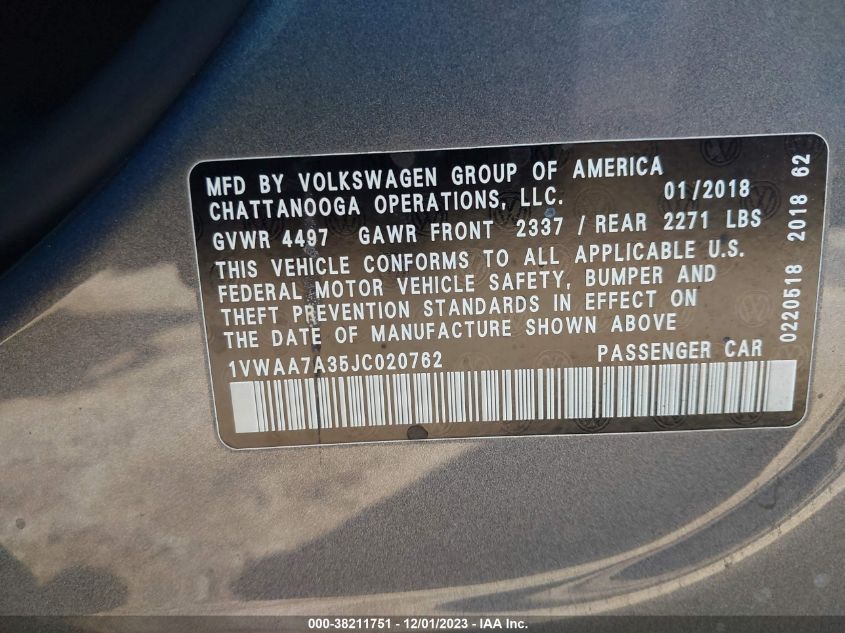 MFD BY VOLKSWAGEN GROUP OF AMERICA
CHATTANOOGA OPERATIONS, LLC. 01/2018
GVWR 4497 GAWR FRONT 2337 / REAR 2271 LBS
THIS VEHICLE CONFORMS TO ALL APPLICABLE U.S.
FEDERAL MOTOR VEHICLE SAFETY, BUMPER AND
THEFT PREVENTION STANDARDS IN EFFECT ON
THE DATE OF MANUFACTURE SHOWN ABOVE
1VWAA7A35JC020762 PASSENGER CAR
0220518 2018 62
000-38211751 - 12/01/2023 - IAA Inc.